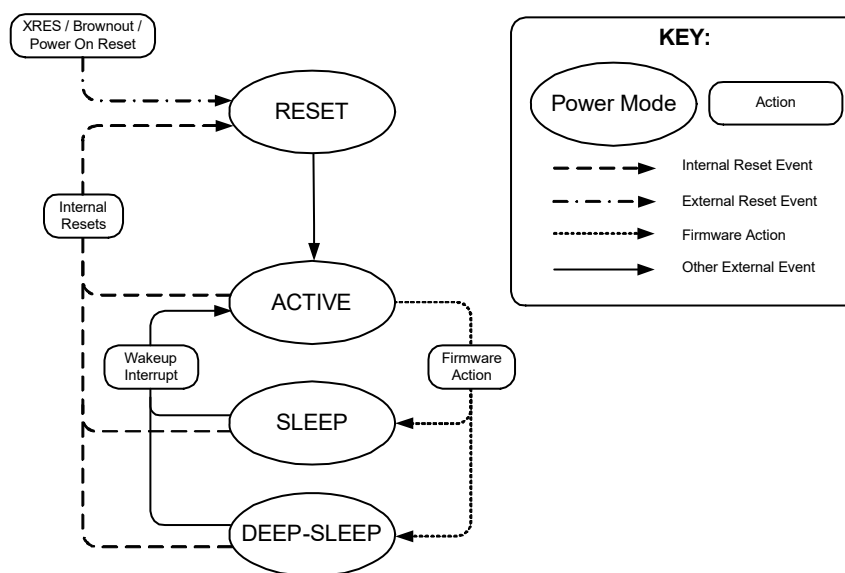 XRES / Brownout /
Power On Reset
KEY:
RESET
Power Mode
Action
Internal Reset Event
Internal
Resets
External Reset Event
Firmware Action
Other External Event
ACTIVE
Wakeup
Interrupt
Firmware
Action
SLEEP
DEEP-SLEEP